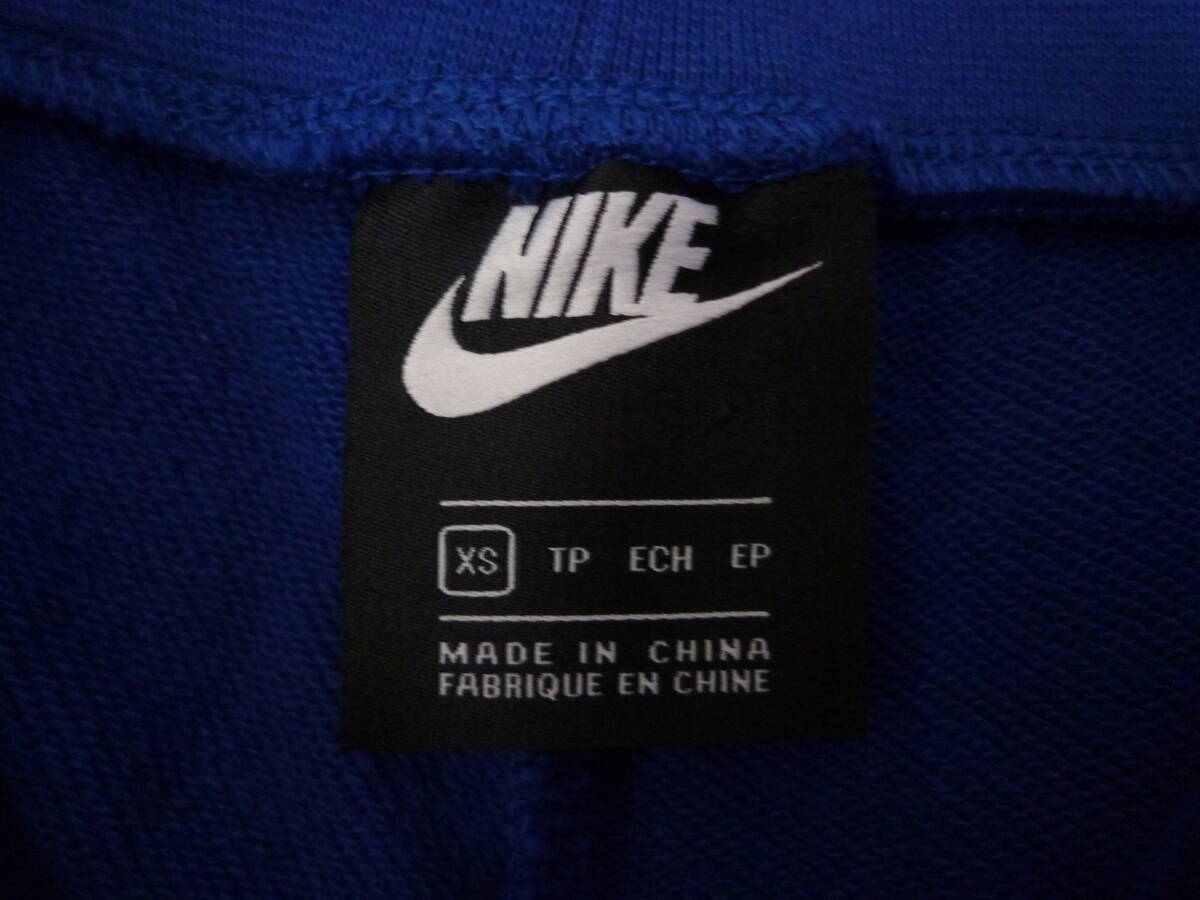 NIKE
XS TP ECH EP
MADE IN CHINA
FABRIQUE EN CHINE